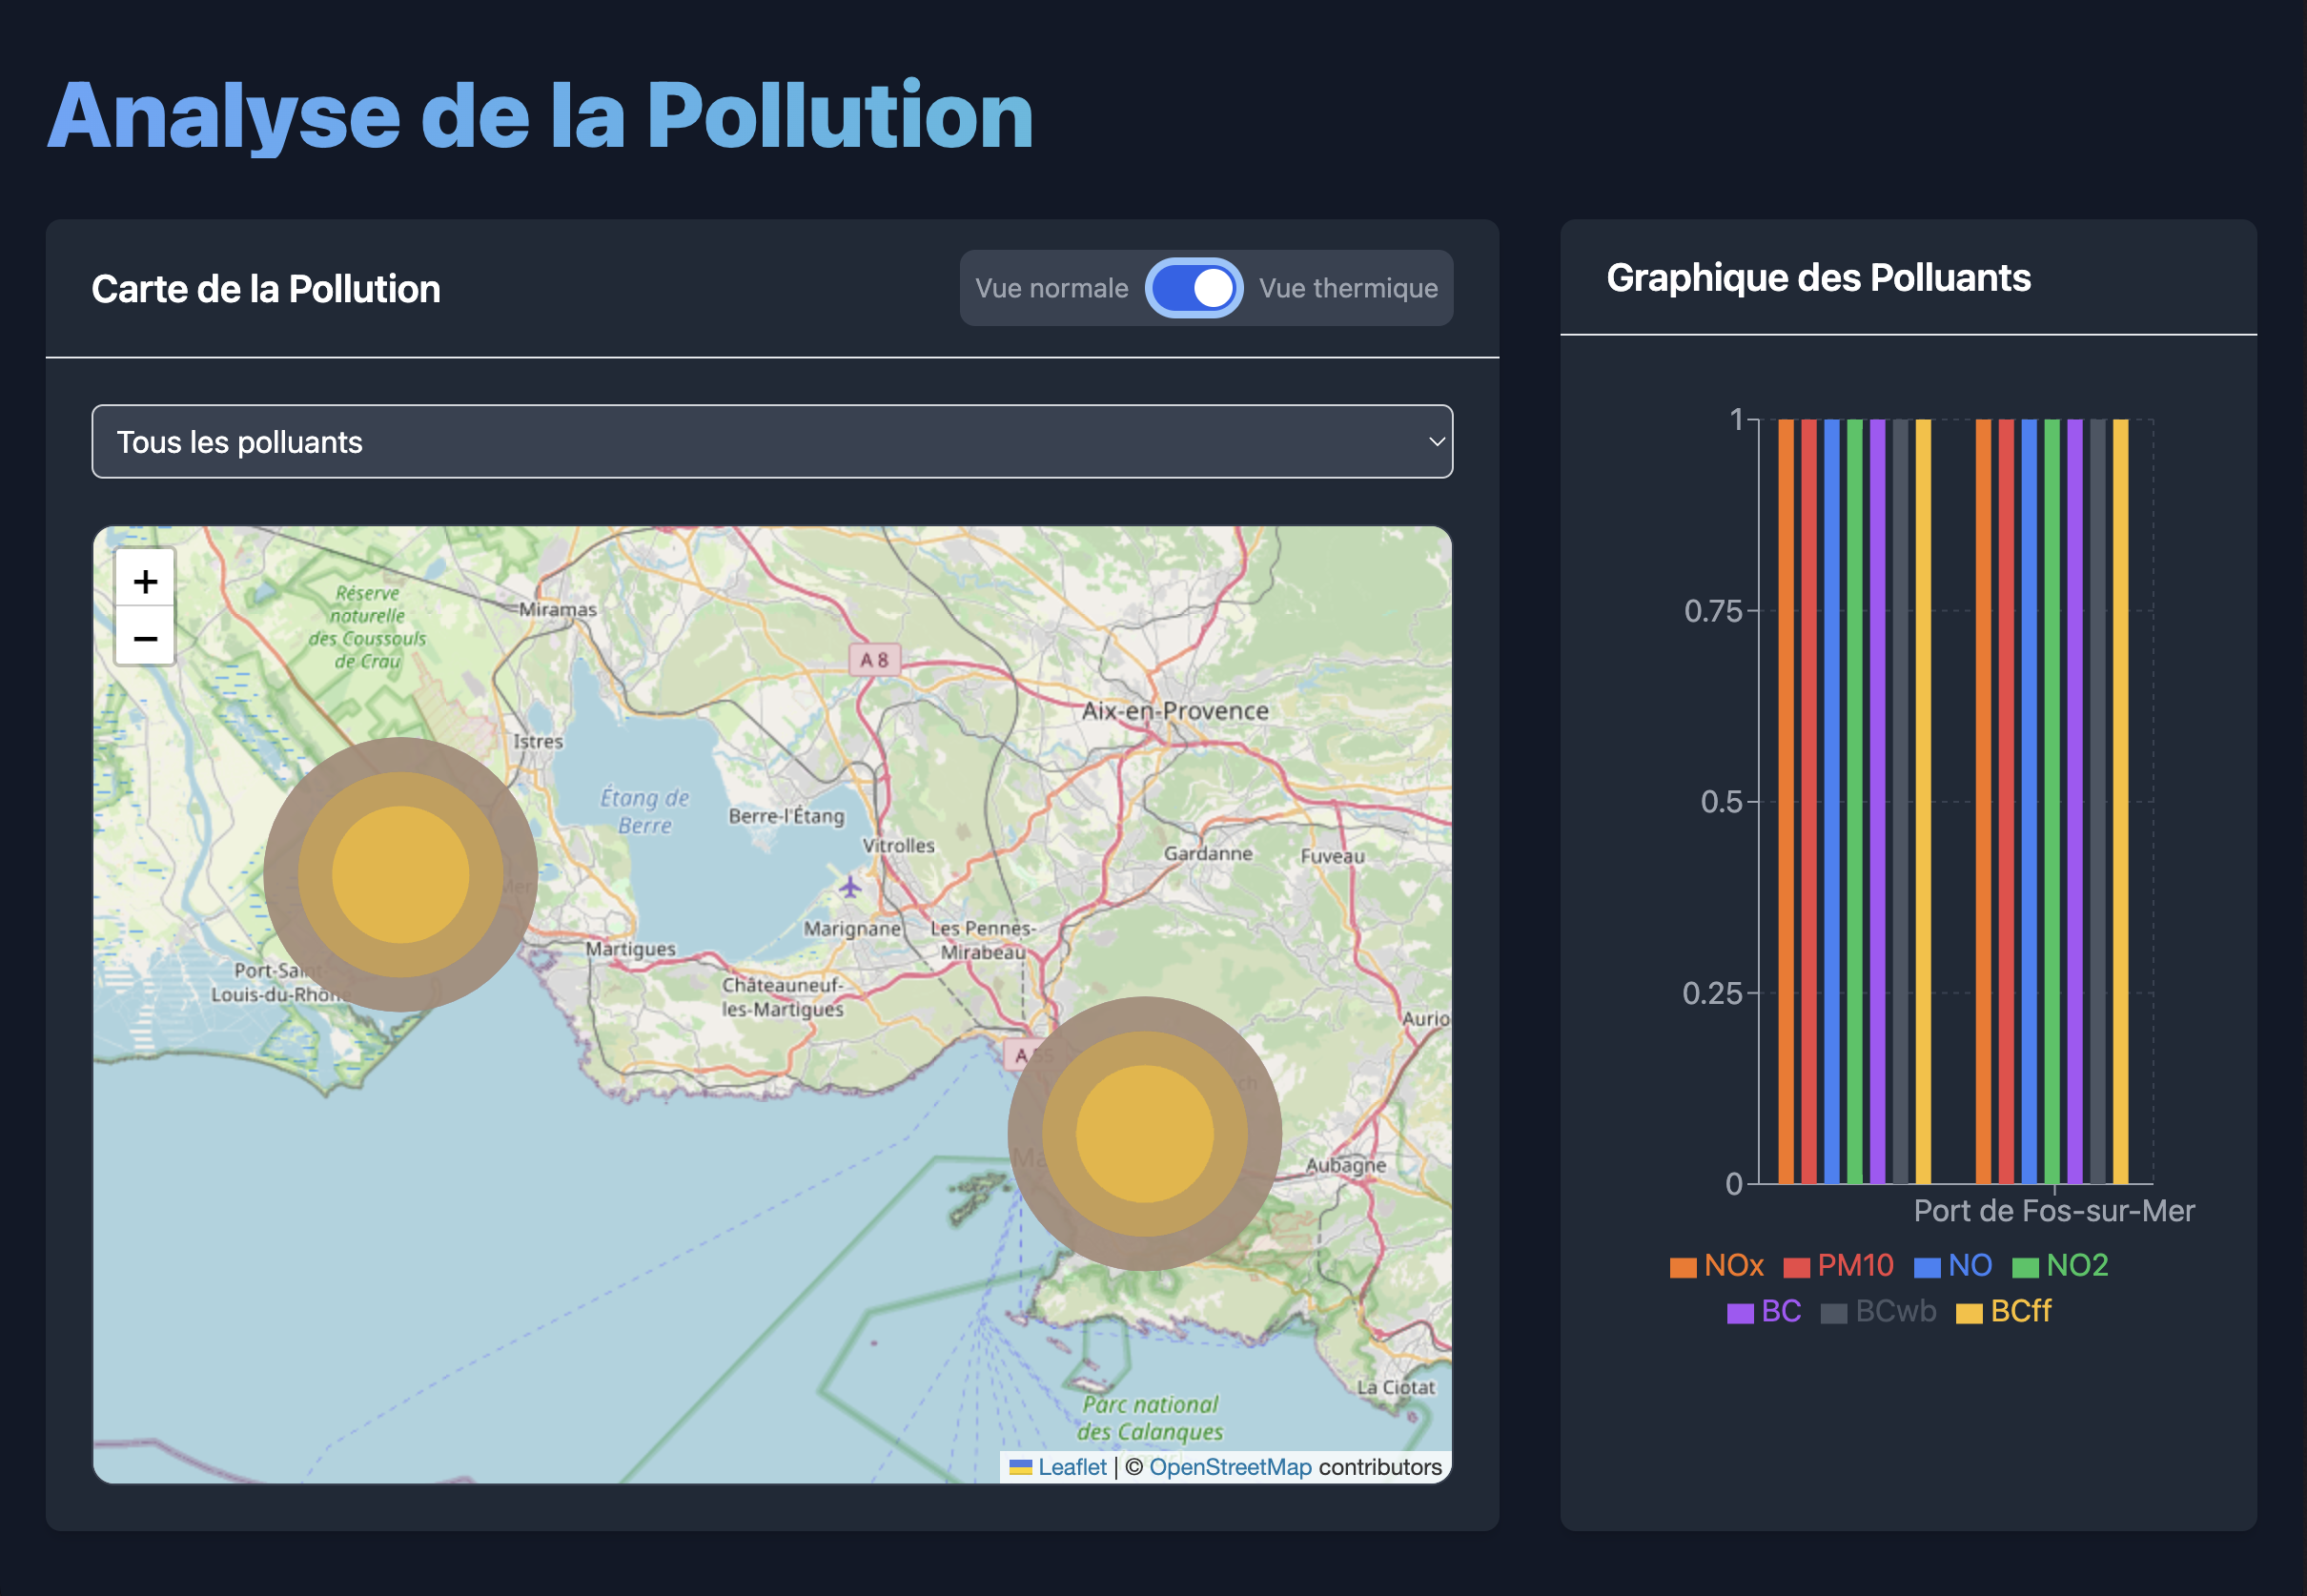 Analyse de la Pollution
Carte de la Pollution
Vue normale
Vue thermique
Tous les polluants
+
−
Réserve
naturelle
des Coussouls
de Crau
Miramas
A 8
Aix-en-Provence
Istres
Étang de
Berre
Berre-l'Étang
Vitrolles
Gardanne
Fuveau
Marignane
Les Pennes-
Mirabeau
Martigues
Port-Saint-
Louis-du-Rhône
Châteauneuf-
les-Martigues
Aurio
A 55
Aubagne
La Ciotat
Parc national
des Calanques
Leaflet | © OpenStreetMap contributors
Graphique des Polluants
1
0.75
0.5
0.25
0
Port de Fos-sur-Mer
NOx PM10 NO NO2
BC BCwb BCff